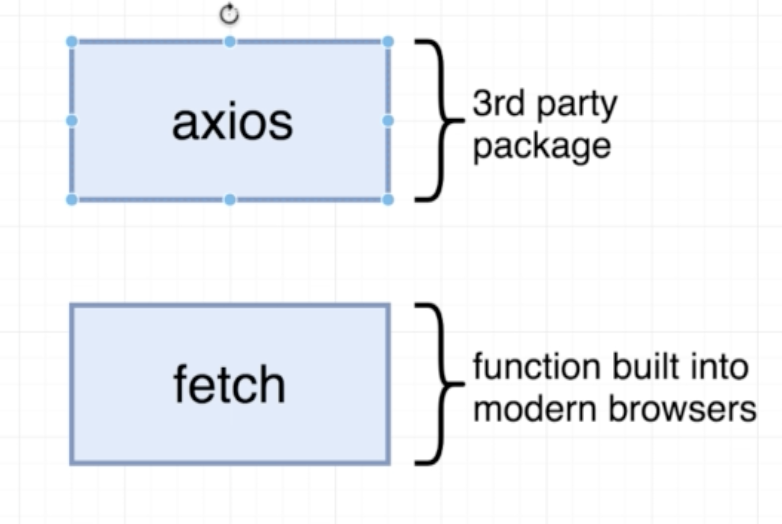 axios
3rd party
package
fetch
function built into
modern browsers